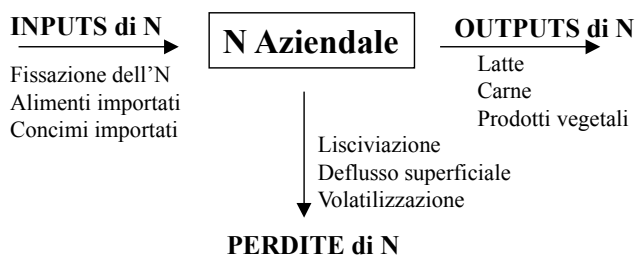 INPUTS di N
Fissazione dell'N
Alimenti importati
Concimi importati
N Aziendale
OUTPUTS di N
Latte
Carne
Prodotti vegetali
Lisciviazione
Deflusso superficiale
Volatilizzazione
PERDITE di N